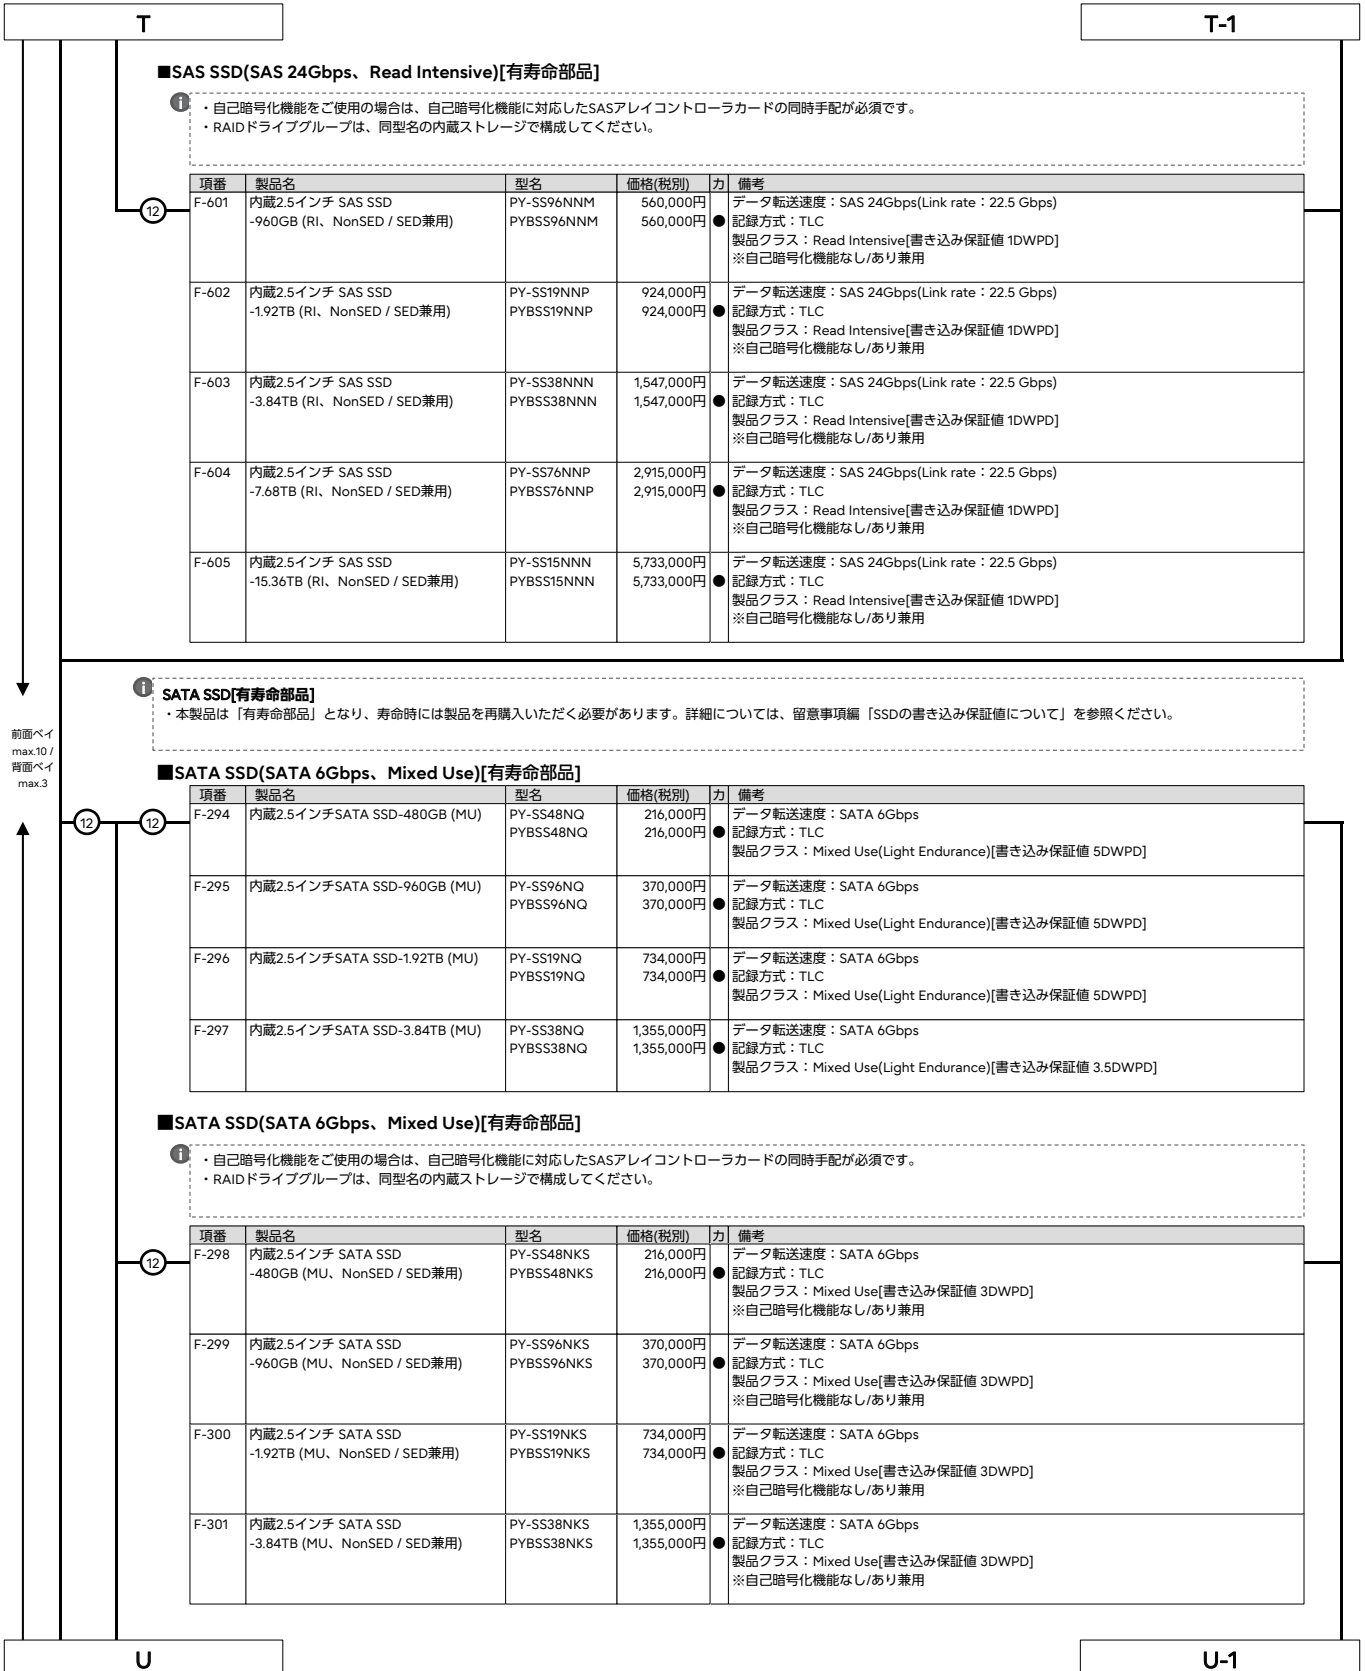 T
T-1
■SAS SSD(SAS 24Gbps、Read Intensive)[有寿命部品]
・自己暗号化機能をご使用の場合は、自己暗号化機能に対応したSASアレイコントローラカードの同時手配が必須です。
・RAIDドライブグループは、同型名の内蔵ストレージで構成してください。
項番 製品名 型名 価格(税別) カ 備考
F-601 内蔵2.5インチ SAS SSD PY-SS96NNM 560,000円 データ転送速度：SAS 24Gbps(Link rate：22.5 Gbps)
12 -960GB (RI、NonSED / SED兼用) PYBSS96NNM 560,000円 ● 記録方式：TLC
製品クラス：Read Intensive[書き込み保証値 1DWPD]
※自己暗号化機能なし/あり兼用
F-602 内蔵2.5インチ SAS SSD PY-SS19NNP 924,000円 データ転送速度：SAS 24Gbps(Link rate：22.5 Gbps)
-1.92TB (RI、NonSED / SED兼用) PYBSS19NNP 924,000円 ● 記録方式：TLC
製品クラス：Read Intensive[書き込み保証値 1DWPD]
※自己暗号化機能なし/あり兼用
F-603 内蔵2.5インチ SAS SSD PY-SS38NNN 1,547,000円 データ転送速度：SAS 24Gbps(Link rate：22.5 Gbps)
-3.84TB (RI、NonSED / SED兼用) PYBSS38NNN 1,547,000円 ● 記録方式：TLC
製品クラス：Read Intensive[書き込み保証値 1DWPD]
※自己暗号化機能なし/あり兼用
F-604 内蔵2.5インチ SAS SSD PY-SS76NNP 2,915,000円 データ転送速度：SAS 24Gbps(Link rate：22.5 Gbps)
-7.68TB (RI、NonSED / SED兼用) PYBSS76NNP 2,915,000円 ● 記録方式：TLC
製品クラス：Read Intensive[書き込み保証値 1DWPD]
※自己暗号化機能なし/あり兼用
F-605 内蔵2.5インチ SAS SSD PY-SS15NNN 5,733,000円 データ転送速度：SAS 24Gbps(Link rate：22.5 Gbps)
-15.36TB (RI、NonSED / SED兼用) PYBSS15NNN 5,733,000円 ● 記録方式：TLC
製品クラス：Read Intensive[書き込み保証値 1DWPD]
※自己暗号化機能なし/あり兼用
SATA SSD[有寿命部品]
・本製品は「有寿命部品」となり、寿命時には製品を再購入いただく必要があります。詳細については、留意事項編「SSDの書き込み保証値について」を参照ください。
前面ベイ
max.10 /
背面ベイ
max.3
■SATA SSD(SATA 6Gbps、Mixed Use)[有寿命部品]
項番 製品名 型名 価格(税別) カ 備考
12 12 F-294 内蔵2.5インチSATA SSD-480GB (MU) PY-SS48NQ 216,000円 データ転送速度：SATA 6Gbps
PYBSS48NQ 216,000円 ● 記録方式：TLC
製品クラス：Mixed Use(Light Endurance)[書き込み保証値 5DWPD]
F-295 内蔵2.5インチSATA SSD-960GB (MU) PY-SS96NQ 370,000円 データ転送速度：SATA 6Gbps
PYBSS96NQ 370,000円 ● 記録方式：TLC
製品クラス：Mixed Use(Light Endurance)[書き込み保証値 5DWPD]
F-296 内蔵2.5インチSATA SSD-1.92TB (MU) PY-SS19NQ 734,000円 データ転送速度：SATA 6Gbps
PYBSS19NQ 734,000円 ● 記録方式：TLC
製品クラス：Mixed Use(Light Endurance)[書き込み保証値 5DWPD]
F-297 内蔵2.5インチSATA SSD-3.84TB (MU) PY-SS38NQ 1,355,000円 データ転送速度：SATA 6Gbps
PYBSS38NQ 1,355,000円 ● 記録方式：TLC
製品クラス：Mixed Use(Light Endurance)[書き込み保証値 3.5DWPD]
■SATA SSD(SATA 6Gbps、Mixed Use)[有寿命部品]
・自己暗号化機能をご使用の場合は、自己暗号化機能に対応したSASアレイコントローラカードの同時手配が必須です。
・RAIDドライブグループは、同型名の内蔵ストレージで構成してください。
項番 製品名 型名 価格(税別) カ 備考
12 F-298 内蔵2.5インチ SATA SSD PY-SS48NKS 216,000円 データ転送速度：SATA 6Gbps
-480GB (MU、NonSED / SED兼用) PYBSS48NKS 216,000円 ● 記録方式：TLC
製品クラス：Mixed Use[書き込み保証値 3DWPD]
※自己暗号化機能なし/あり兼用
F-299 内蔵2.5インチ SATA SSD PY-SS96NKS 370,000円 データ転送速度：SATA 6Gbps
-960GB (MU、NonSED / SED兼用) PYBSS96NKS 370,000円 ● 記録方式：TLC
製品クラス：Mixed Use[書き込み保証値 3DWPD]
※自己暗号化機能なし/あり兼用
F-300 内蔵2.5インチ SATA SSD PY-SS19NKS 734,000円 データ転送速度：SATA 6Gbps
-1.92TB (MU、NonSED / SED兼用) PYBSS19NKS 734,000円 ● 記録方式：TLC
製品クラス：Mixed Use[書き込み保証値 3DWPD]
※自己暗号化機能なし/あり兼用
F-301 内蔵2.5インチ SATA SSD PY-SS38NKS 1,355,000円 データ転送速度：SATA 6Gbps
-3.84TB (MU、NonSED / SED兼用) PYBSS38NKS 1,355,000円 ● 記録方式：TLC
製品クラス：Mixed Use[書き込み保証値 3DWPD]
※自己暗号化機能なし/あり兼用
U
U-1